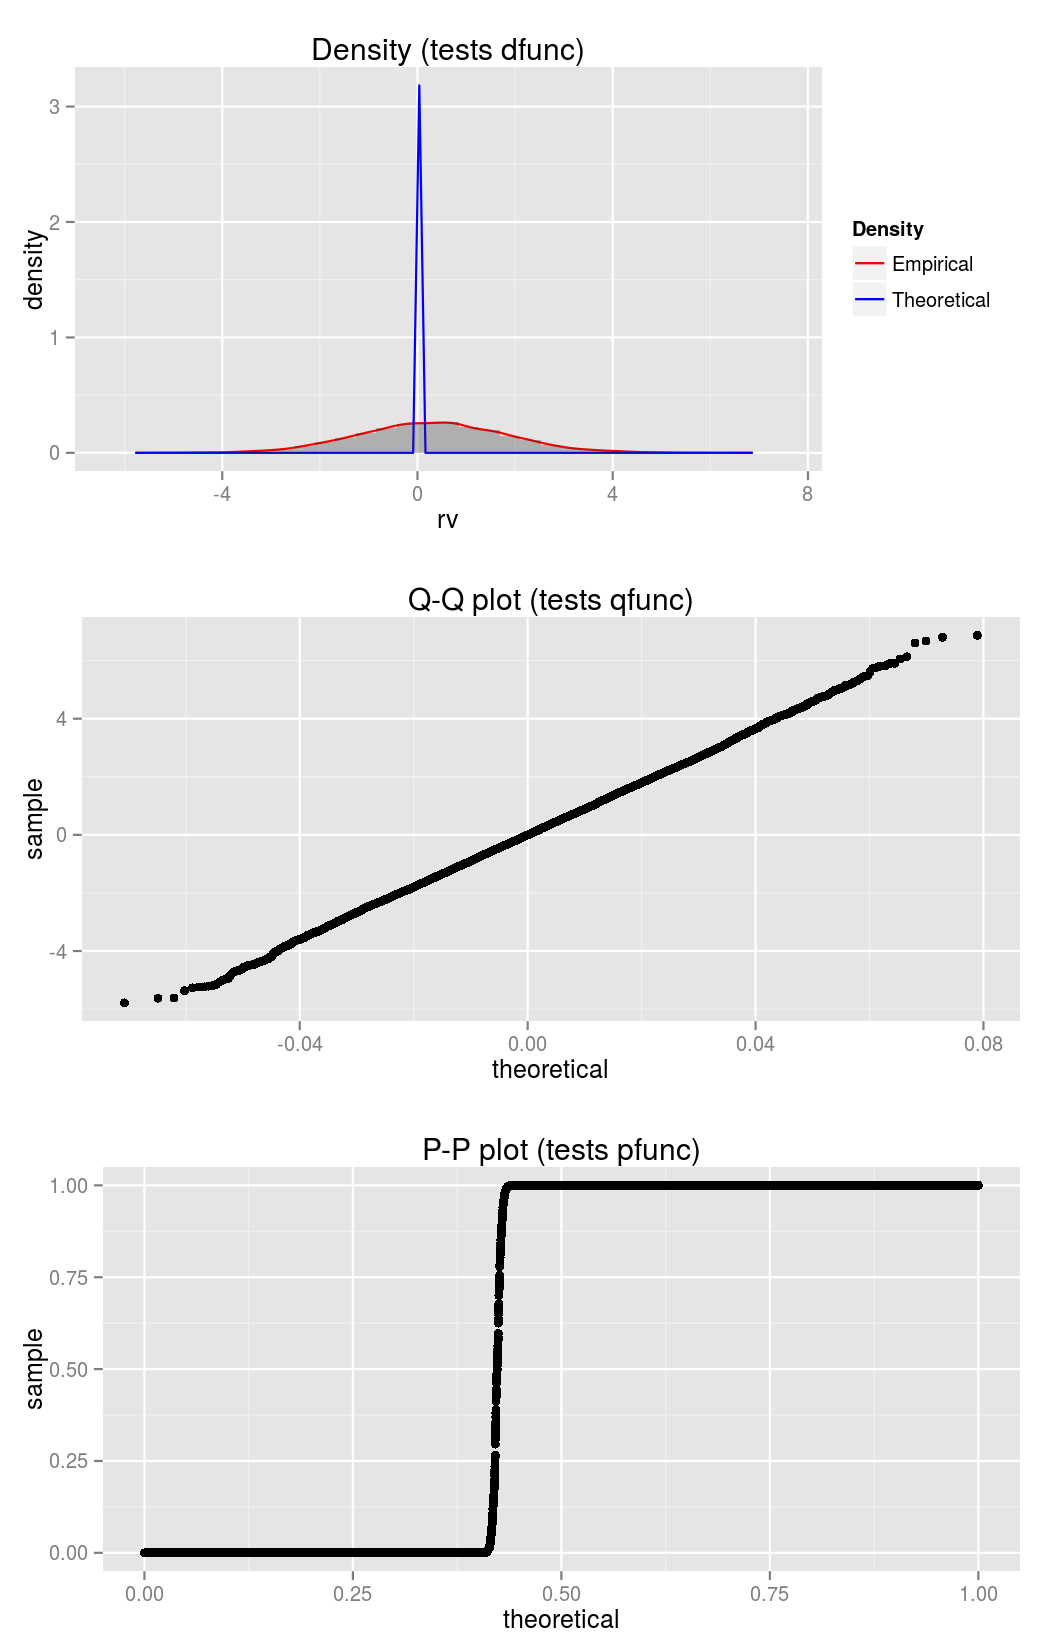 Density (tests dfunc)
3
2
1
0
density
-4 0 4 8
rv
Density
Empirical
Theoretical
Q-Q plot (tests qfunc)
4
0
-4
sample
-0.04 0.00 0.04 0.08
theoretical
P-P plot (tests pfunc)
1.00
0.75
0.50
0.25
0.00
sample
0.00 0.25 0.50 0.75 1.00
theoretical